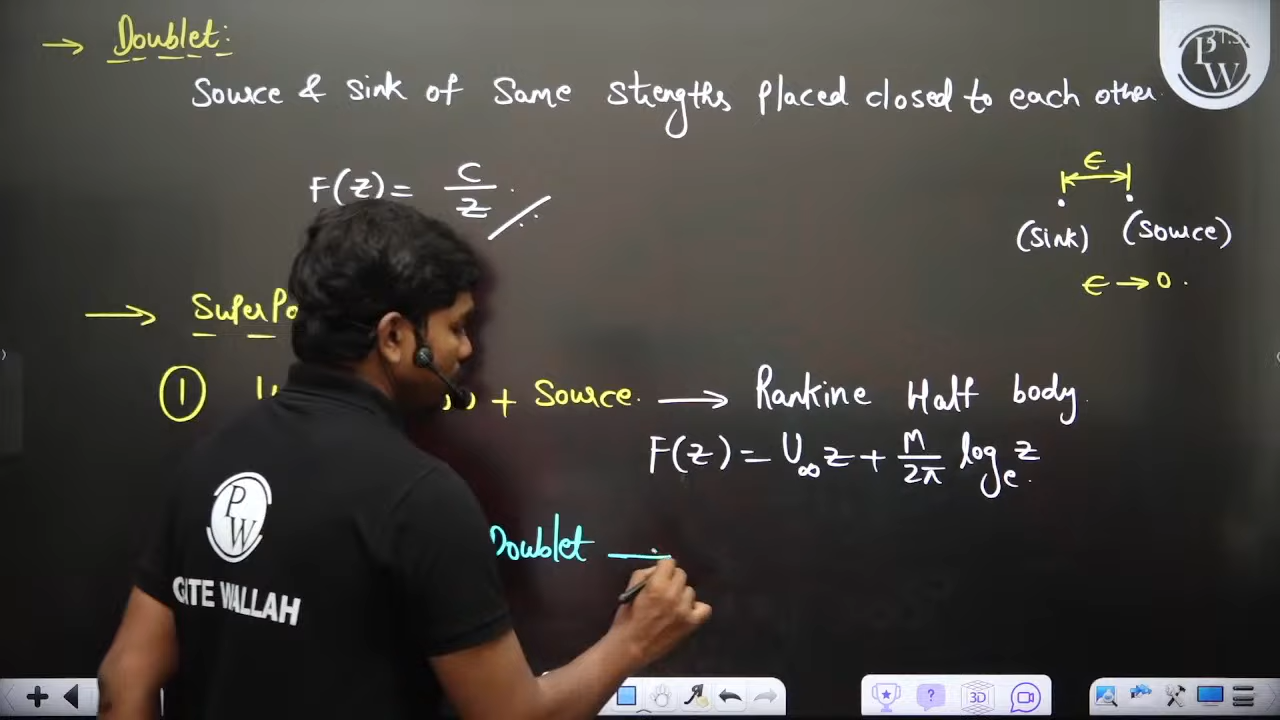 → Doublet:
Source & Sink of Same strengths placed closed to each other.
F(z) = C/z
ϵ
(Sink) (Source)
ϵ → 0.
→
① + Source. → Rankine Half body
F(z) = U∞ z + M/2π logₑ z
Doublet
PW
PW
GATE WALLAH
?
3D